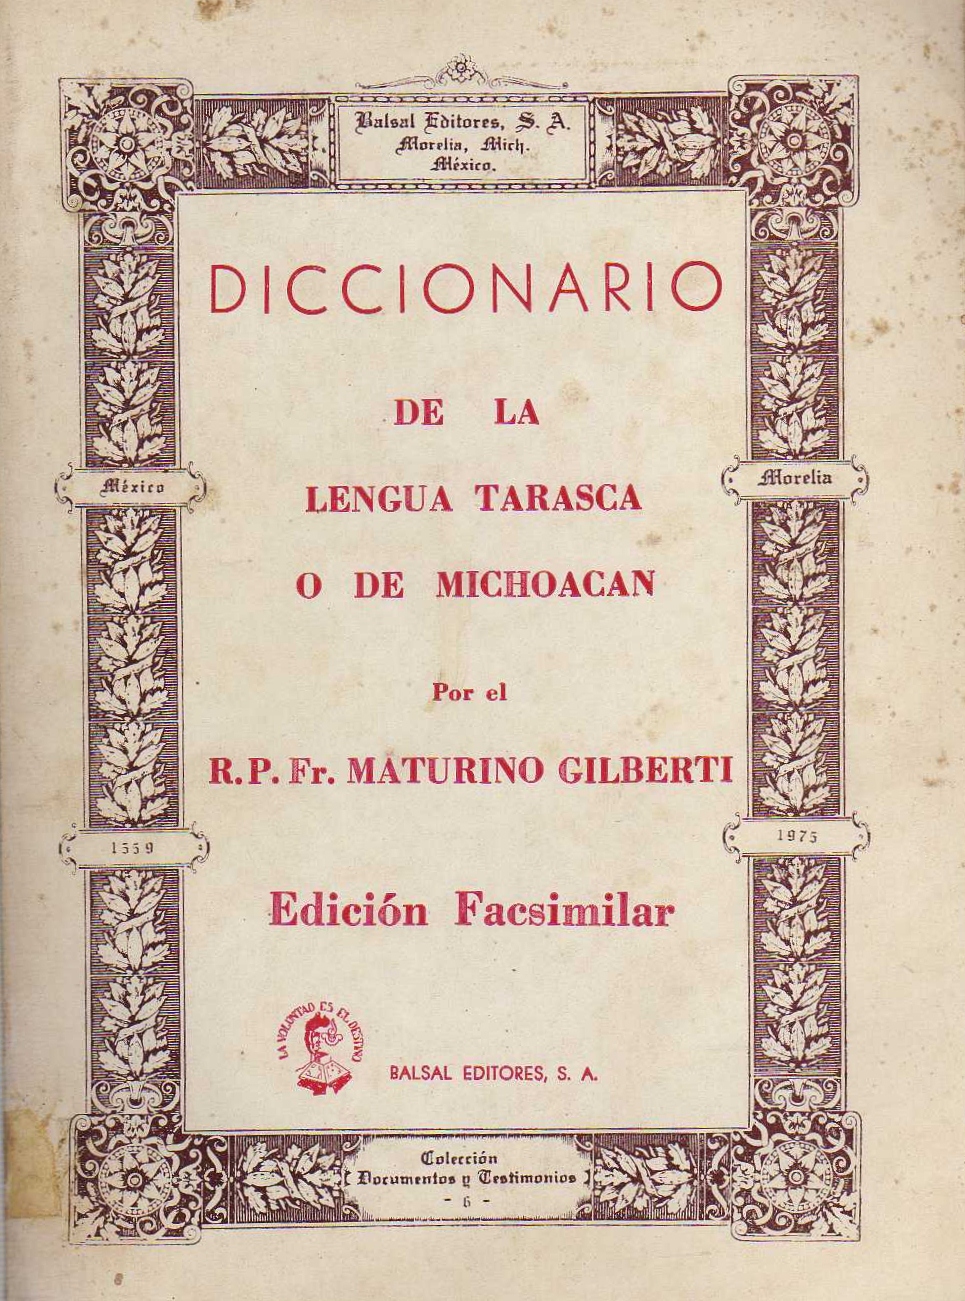 Balsal Editores, S. A.
Morelia, Mich.
México.
DICCIONARIO
DE LA
LENGUA TARASCA
México
Morelia
O DE MICHOACAN
Por el
R.P. Fr. MATURINO GILBERTI
1559
1975
Edición Facsimilar
LA VOLUNTAD ES EL DESTINO
BALSAL EDITORES, S. A.
Colección
Documentos y Testimonios
- 6 -